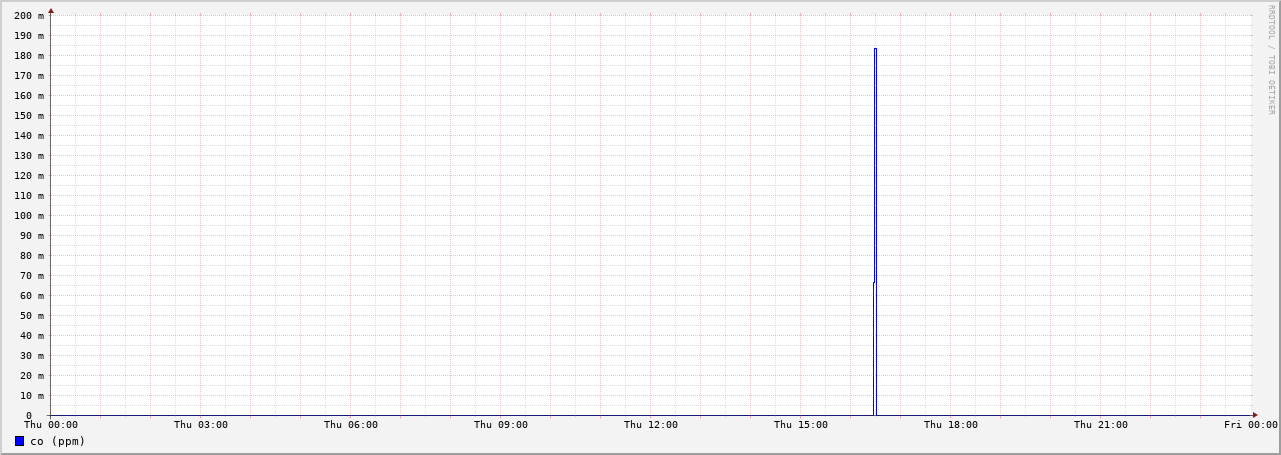 200 m
190 m
180 m
170 m
160 m
150 m
140 m
130 m
120 m
110 m
100 m
90 m
80 m
70 m
60 m
50 m
40 m
30 m
20 m
10 m
0
Thu 00:00 Thu 03:00 Thu 06:00 Thu 09:00 Thu 12:00 Thu 15:00 Thu 18:00 Thu 21:00 Fri 00:00
co (ppm)
RRDTOOL / TOBI OETIKER